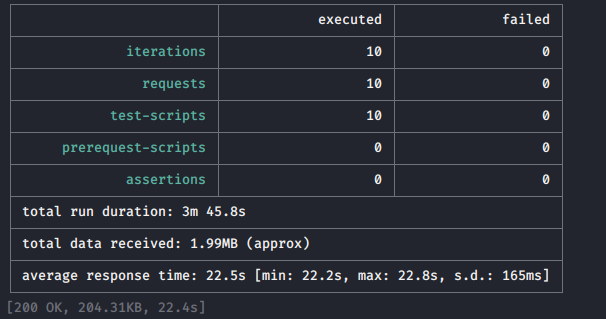 executed failed
iterations 10 0
requests 10 0
test-scripts 10 0
prerequest-scripts 0 0
assertions 0 0
total run duration: 3m 45.8s
total data received: 1.99MB (approx)
average response time: 22.5s [min: 22.2s, max: 22.8s, s.d.: 165ms]
[200 OK, 204.31KB, 22.4s]